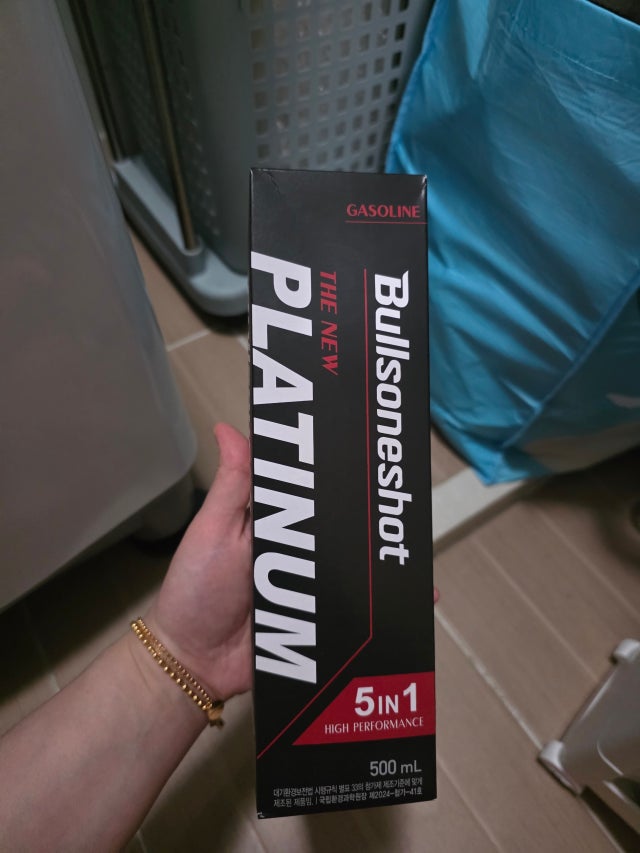 GASOLINE
Bullsoneshot
THE NEW
PLATINUM
5IN1
HIGH PERFORMANCE
500 mL
대기환경보전법 시행규칙 별표 33의 첨가제 제조기준에 맞게
제조된 제품임. | 국립환경과학원장 제2024-첨가-41호